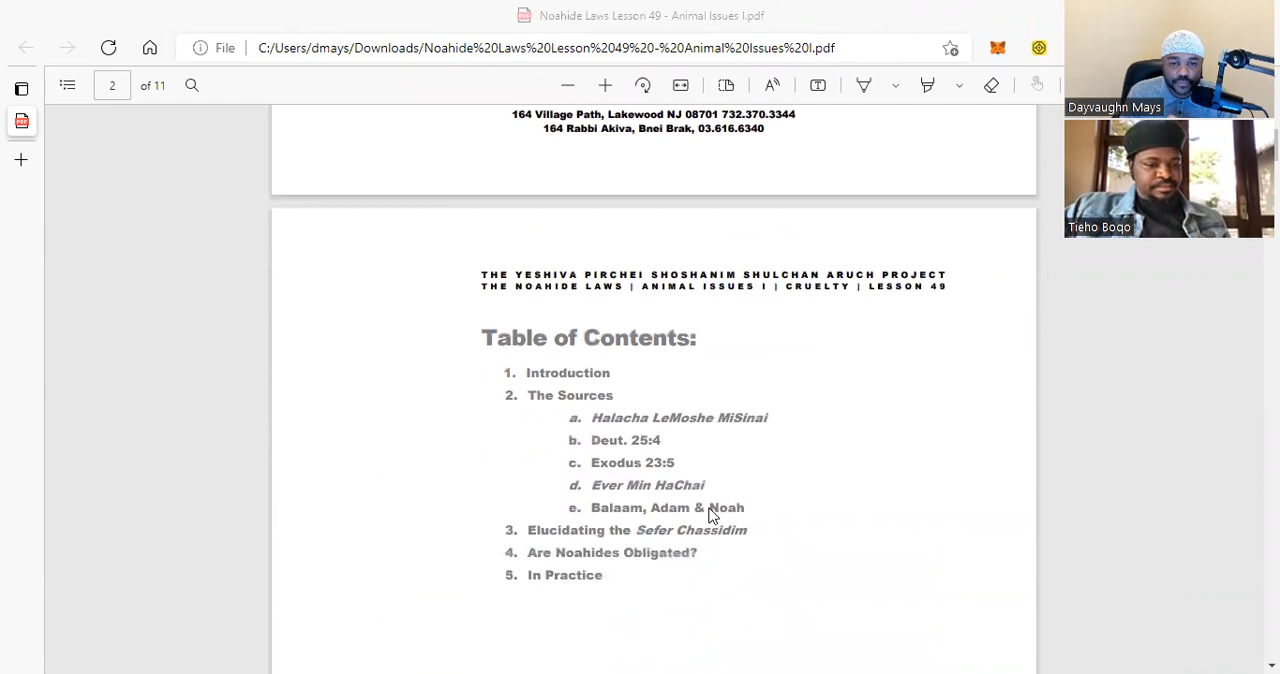 Noahide Laws Lesson 49 - Animal Issues I.pdf
File C:/Users/dmays/Downloads/Noahide%20Laws%20Lesson%2049%20-%20Animal%20Issues%20I.pdf
2 of 11
164 Village Path, Lakewood NJ 08701 732.370.3344
164 Rabbi Akiva, Bnei Brak, 03.616.6340
THE YESHIVA PIRCHEI SHOSHANIM SHULCHAN ARUCH PROJECT
THE NOAHIDE LAWS | ANIMAL ISSUES I | CRUELTY | LESSON 49
Table of Contents:
1. Introduction
2. The Sources
a. Halacha LeMoshe MiSinai
b. Deut. 25:4
c. Exodus 23:5
d. Ever Min HaChai
e. Balaam, Adam & Noah
3. Elucidating the Sefer Chassidim
4. Are Noahides Obligated?
5. In Practice
Dayvaughn Mays
Tieho Boqo